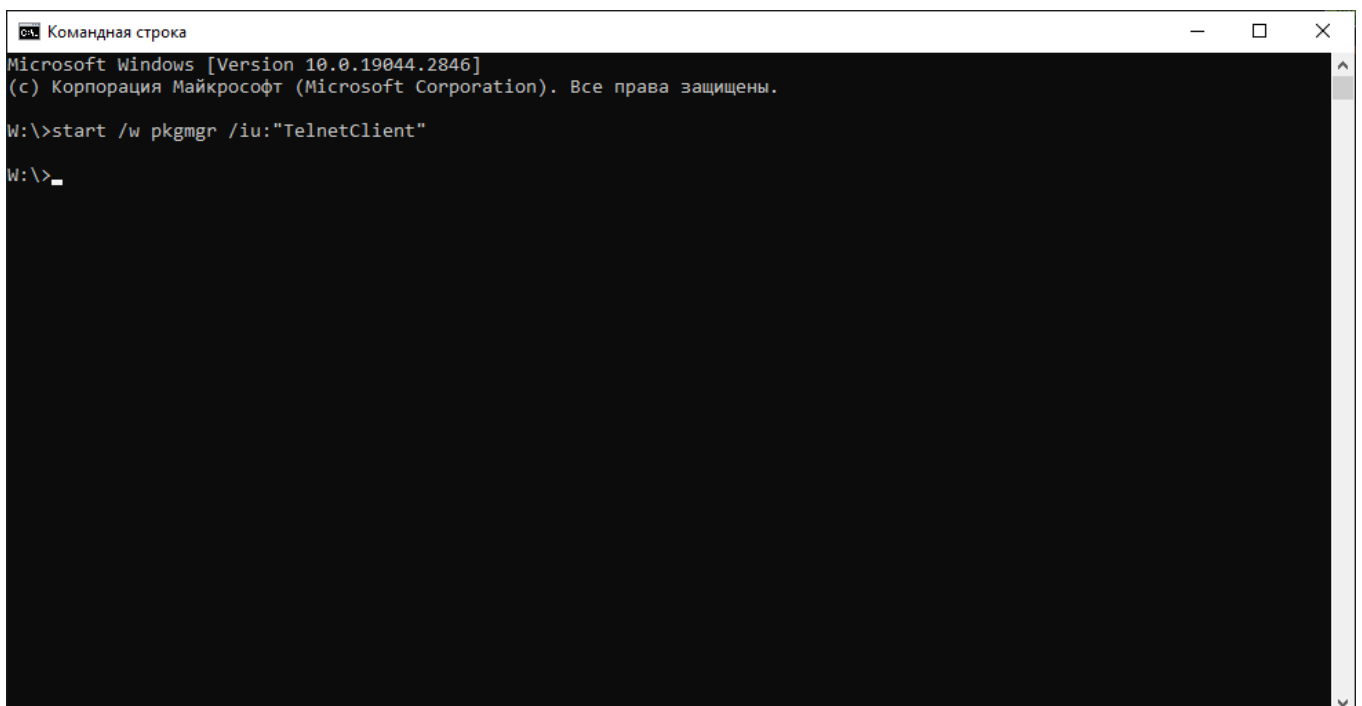 Командная строка
Microsoft Windows [Version 10.0.19044.2846]
(c) Корпорация Майкрософт (Microsoft Corporation). Все права защищены.
W:\>start /w pkgmgr /iu:"TelnetClient"
W:\>